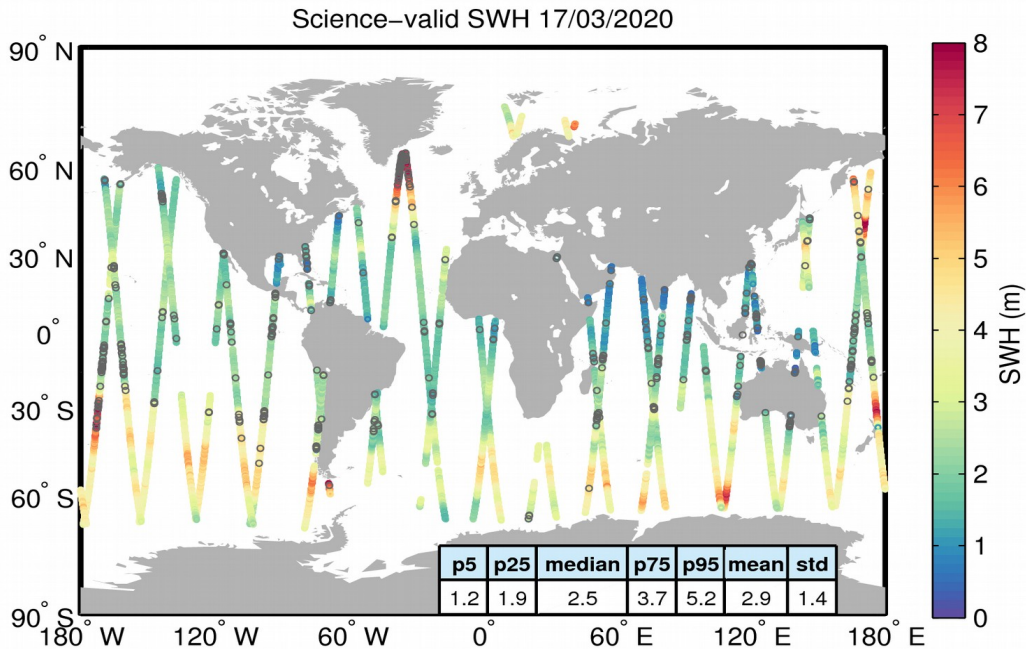 Science−valid SWH 17/03/2020
90° N
60° N
30° N
0°
30° S
60° S
90° S
180° W
120° W
60° W
0°
60° E
120° E
180° E
p5 p25 median p75 p95 mean std
1.2 1.9 2.5 3.7 5.2 2.9 1.4
8
7
6
5
4
3
2
1
0
SWH (m)